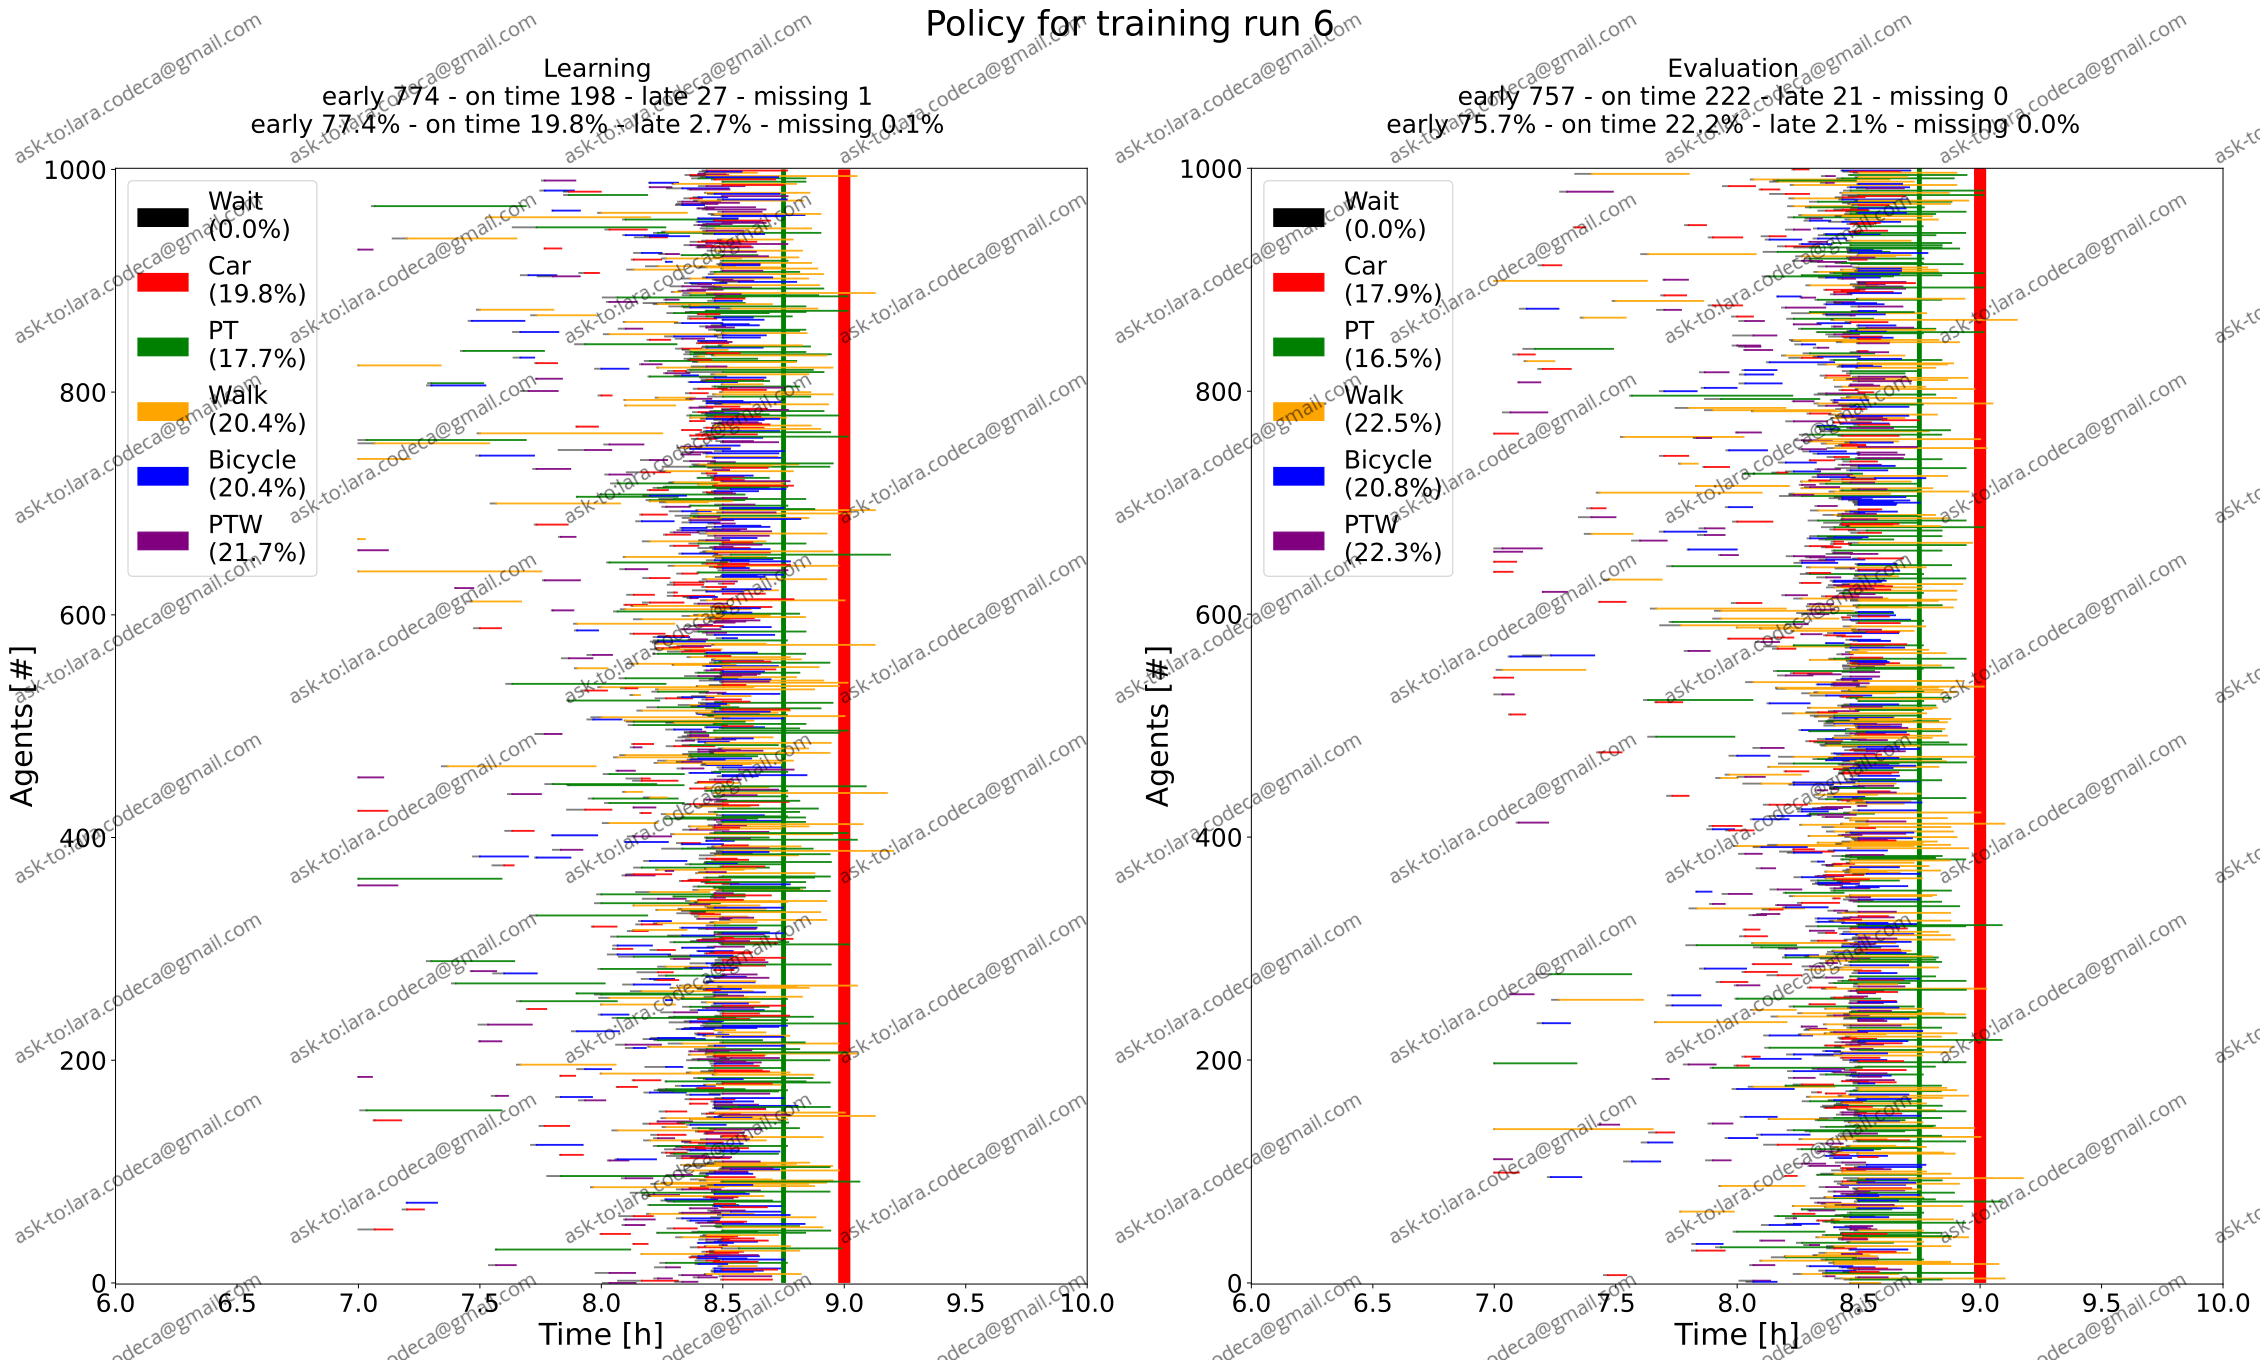 Policy for training run 6
Learning
early 774 - on time 198 - late 27 - missing 1
early 77.4% - on time 19.8% - late 2.7% - missing 0.1%
1000
800
600
400
200
0
Agents [#]
Wait
(0.0%)
Car
(19.8%)
PT
(17.7%)
Walk
(20.4%)
Bicycle
(20.4%)
PTW
(21.7%)
6.0 6.5 7.0 7.5 8.0 8.5 9.0 9.5 10.0
Time [h]
Evaluation
early 757 - on time 222 - late 21 - missing 0
early 75.7% - on time 22.2% - late 2.1% - missing 0.0%
1000
800
600
400
200
0
Agents [#]
Wait
(0.0%)
Car
(17.9%)
PT
(16.5%)
Walk
(22.5%)
Bicycle
(20.8%)
PTW
(22.3%)
6.0 6.5 7.0 7.5 8.0 8.5 9.0 9.5 10.0
Time [h]
ask-to:lara.codeca@gmail.com